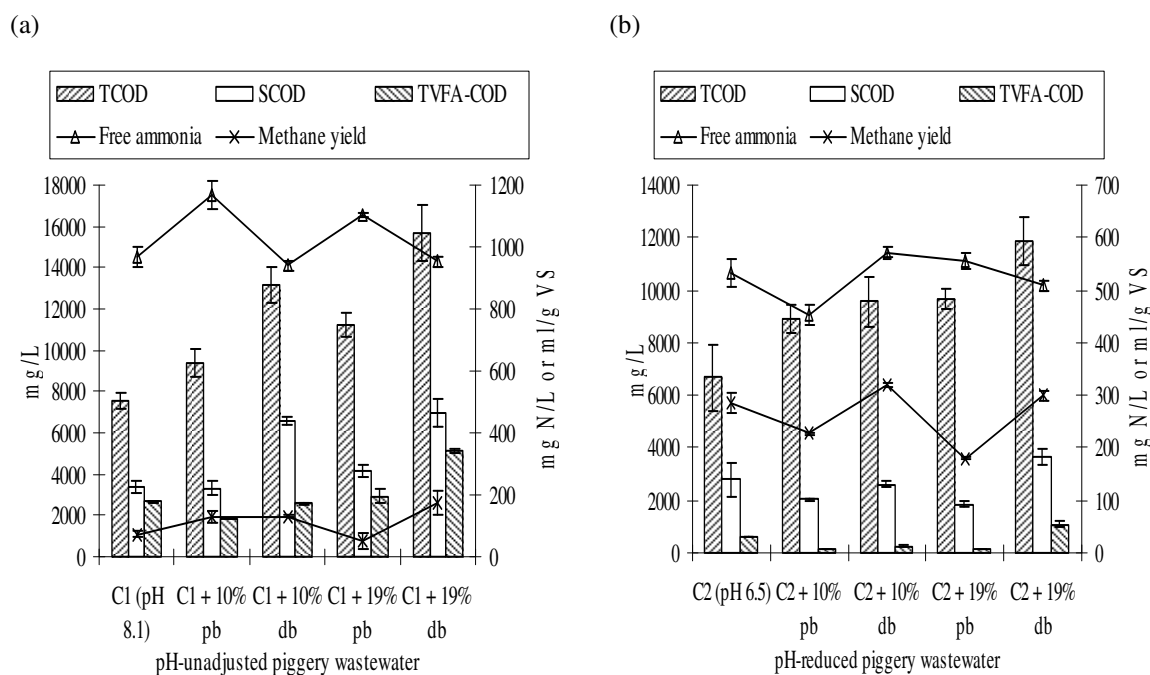 (a)
TCOD SCOD TVFA-COD
Free ammonia Methane yield
18000
16000
14000
12000
10000
8000
6000
4000
2000
0
mg/L
1200
1000
800
600
400
200
0
mg N/L or ml/g VS
C1 (pH 8.1)
C1 + 10% pb
C1 + 10% db
C1 + 19% pb
C1 + 19% db
pH-unadjusted piggery wastewater
(b)
TCOD SCOD TVFA-COD
Free ammonia Methane yield
14000
12000
10000
8000
6000
4000
2000
0
mg/L
700
600
500
400
300
200
100
0
mg N/L or ml/g VS
C2 (pH 6.5)
C2 + 10% pb
C2 + 10% db
C2 + 19% pb
C2 + 19% db
pH-reduced piggery wastewater